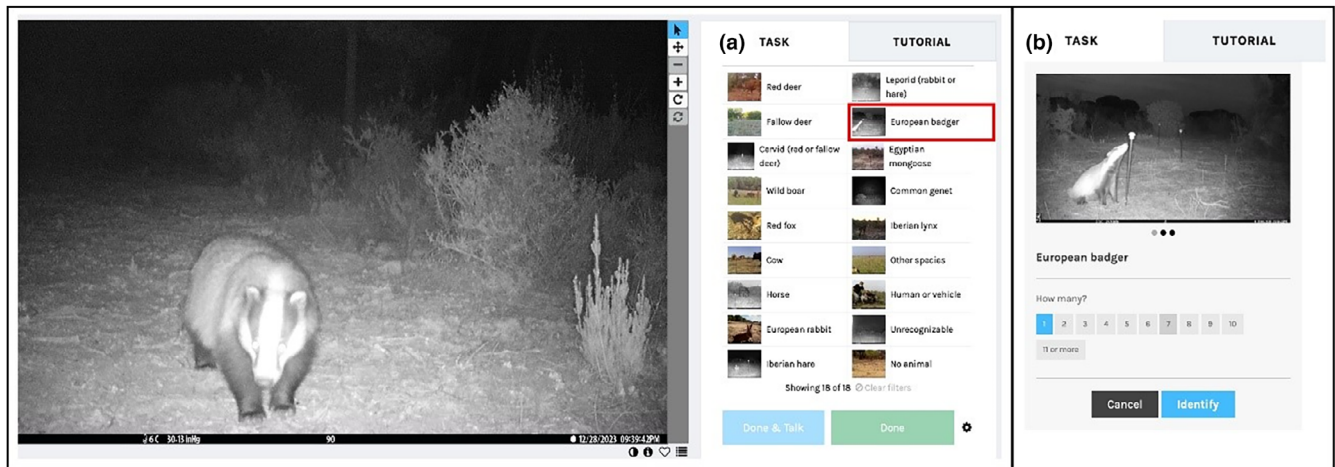 (a) TASK
TUTORIAL
Red deer
Leporid (rabbit or
hare)
Fallow deer
European badger
Cervid (red or fallow
deer)
Egyptian
mongoose
Wild boar
Common genet
Red fox
Iberian lynx
Cow
Other species
Horse
Human or vehicle
European rabbit
Unrecognizable
Iberian hare
No animal
Showing 18 of 18 Clear filters
Done & Talk
Done
6C 30.13 inHg 90 12/28/2023 09:39:42PM
(b) TASK
TUTORIAL
European badger
How many?
1 2 3 4 5 6 7 8 9 10
11 or more
Cancel
Identify